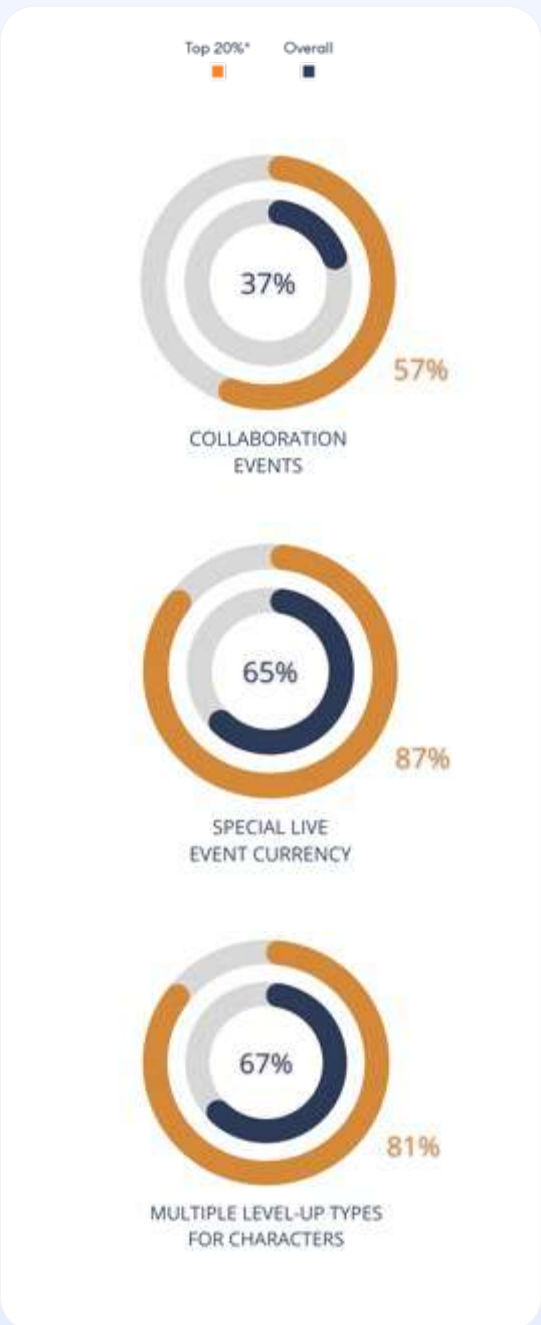 Top 20%* Overall
37%
57%
COLLABORATION
EVENTS
65%
87%
SPECIAL LIVE
EVENT CURRENCY
67%
81%
MULTIPLE LEVEL-UP TYPES
FOR CHARACTERS